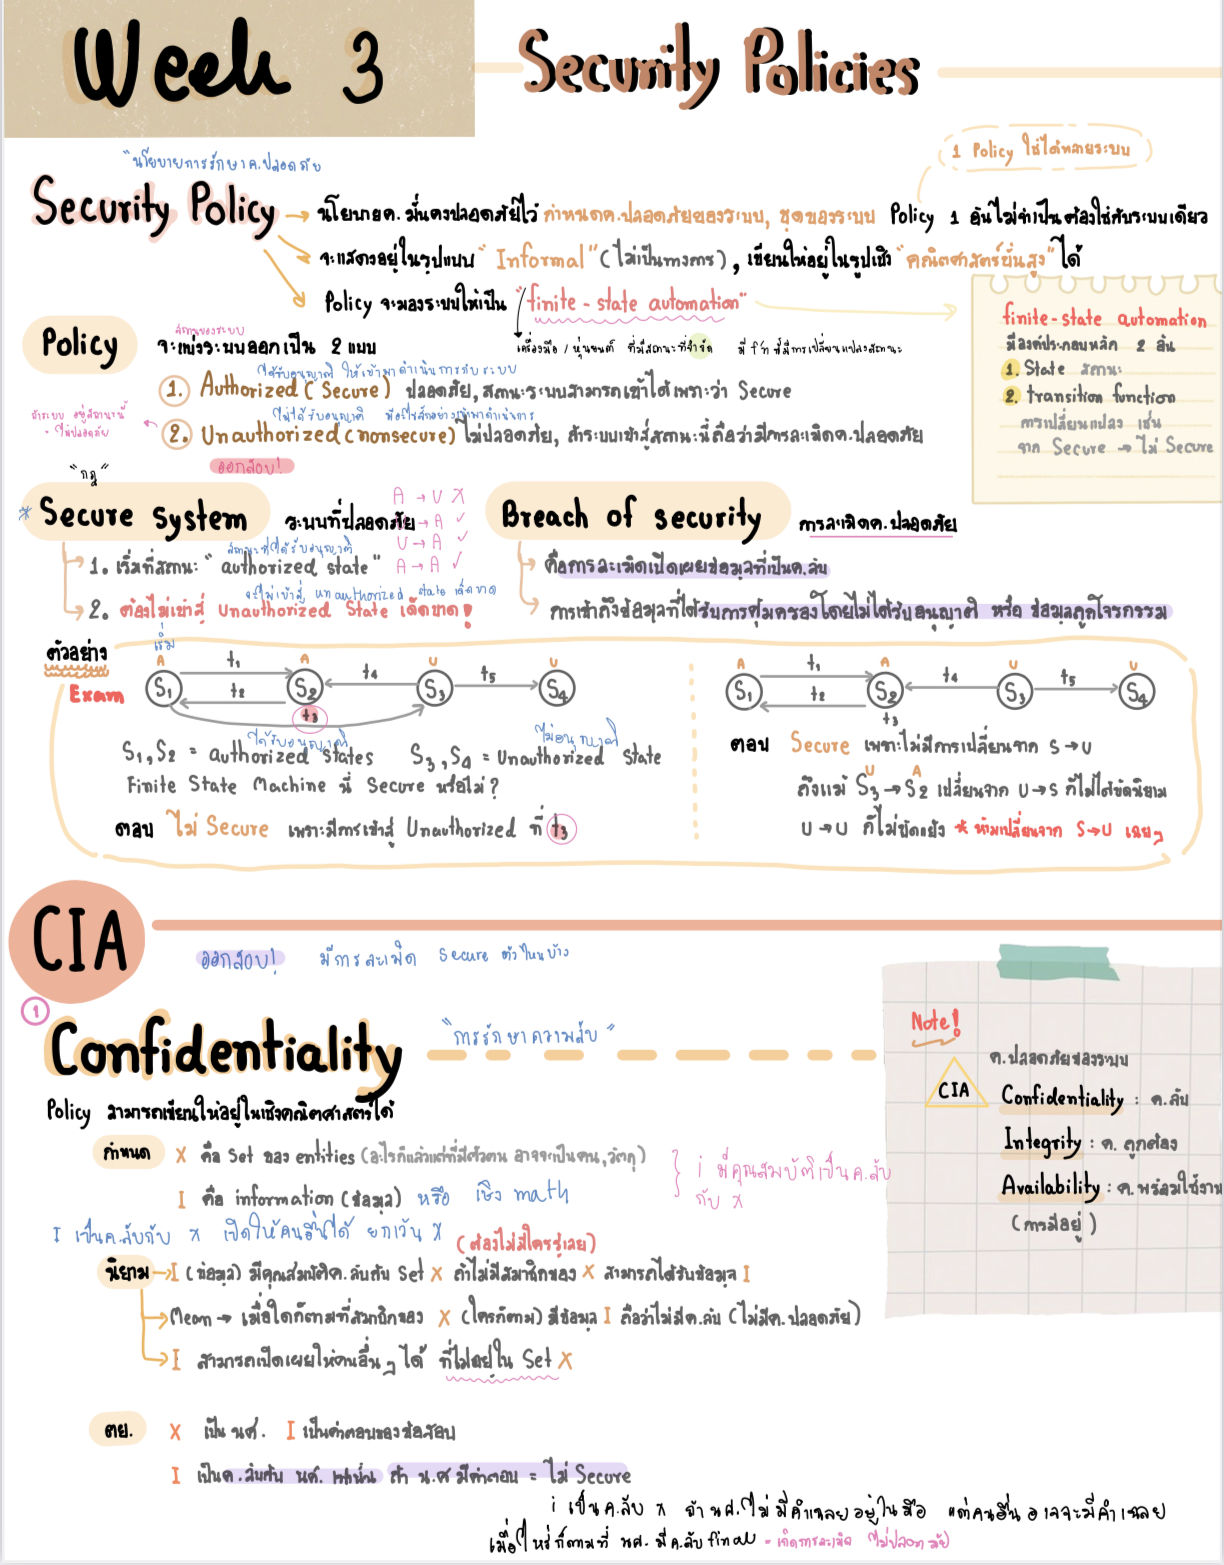 Week 3
Security Policies
"นโยบายการรักษาค.ปลอดภัย
1 Policy ใช้ได้หลายระบบ
Security Policy → นโยบายค. มั่นคงปลอดภัยไว้ กำหนดค.ปลอดภัยของระบบ, ชุดของระบบ Policy 1 อันไม่จำเป็นต้องใช้กับระบบเดียว
จะแสดงอยู่ในรูปแบบ "Informal" (ไม่เป็นทางการ), เขียนให้อยู่ในรูปเชิง "คณิตศาสตร์ขั้นสูง" ได้
Policy จะมองระบบให้เป็น "finite-state automation"
เครื่องมือ / หุ่นยนต์ ที่มีสถานะที่จำกัด มี fn ที่มีการเปลี่ยนแปลงสถานะ
finite-state automation
มีองค์ประกอบหลัก 2 อัน
1. State สถานะ
2. transition function
การเปลี่ยนแปลง เช่น
จาก Secure → ไม่ Secure
สถานะของระบบ
Policy จะแบ่งระบบออกเป็น 2 แบบ
ได้รับอนุญาติ ให้เข้ามาดำเนินการกับระบบ
1. Authorized (Secure) ปลอดภัย, สถานะระบบสามารถเข้าได้เพราะว่า Secure
ไม่ได้รับอนุญาติ
ถ้าระบบ อยู่สถานะนี้
- ไม่ปลอดภัย
2. Unauthorized (nonsecure) ไม่ปลอดภัย, ถ้าระบบเข้าสู่สถานะนี้ถือว่ามีการละเมิดค.ปลอดภัย
ออกสอบ!
"กฎ"
* Secure system ระบบที่ปลอดภัย
A → U X
→ A ✓
U → A ✓
A → A ✓
สถานะที่ได้รับอนุญาติ
1. เริ่มที่สถานะ "authorized state"
จะไม่เข้าสู่ unauthorized state เด็ดขาด
2. ต้องไม่เข้าสู่ Unauthorized State เด็ดขาด!
Breach of security การละเมิดค.ปลอดภัย
คือการละเมิดเปิดเผยข้อมูลที่เป็นค.ลับ
การเข้าถึงข้อมูลที่ได้รับการคุ้มครองโดยไม่ได้รับอนุญาติ หรือ ข้อมูลถูกโจรกรรม
ตัวอย่าง
Exam
เริ่ม
A A U U
S1 t1 t2 S2 t4 S3 t5 S4
t3
ได้รับอนุญาติ ไม่อนุญาติ
S1,S2 = authorized states S3,S4 = Unauthorized State
Finite State Machine นี้ Secure หรือไม่?
ตอบ ไม่ Secure เพราะมีการเข้าสู่ Unauthorized ที่ t3
A A U U
S1 t1 t2 S2 t4 S3 t5 S4
t3
ตอบ Secure เพราะไม่มีการเปลี่ยนจาก S→U
U A
ถึงแม้ S3→S2 เปลี่ยนจาก U→S ก็ไม่ได้ขัดนิยาม
U→U ก็ไม่ขัดแย้ง * ห้ามเปลี่ยนจาก S→U เฉยๆ
CIA
ออกสอบ! มีการละเมิด Secure ตัวไหนบ้าง
Note!
CIA
ค.ปลอดภัยของระบบ
Confidentiality : ค.ลับ
Integrity : ค. ถูกต้อง
Availability : ค.พร้อมใช้งาน
(การมีอยู่)
1
Confidentiality "การรักษาความลับ"
Policy สามารถเขียนให้อยู่ในเชิงคณิตศาสตร์ได้
กำหนด X คือ Set ของ entities (อะไรก็แล้วแต่ที่มีตัวตน อาจจะเป็นคน,วัตถุ)
I คือ information (ข้อมูล) หรือ เชิง math
i มีคุณสมบัติเป็นค.ลับ
กับ x
I เป็นค.ลับกับ x เปิดให้คนอื่นได้ ยกเว้น X (ต้องไม่มีใครรู้เลย)
นิยาม → I (ข้อมูล) มีคุณสมบัติค.ลับกับ Set X ถ้าไม่มีสมาชิกของ X สามารถได้รับข้อมูล I
Mean → เมื่อใดก็ตามที่สมาชิกของ X (ใครก็ตาม) มีข้อมูล I ถือว่าไม่มีค.ลับ (ไม่มีค.ปลอดภัย)
I สามารถเปิดเผยให้คนอื่นๆ ได้ ที่ไม่อยู่ใน Set X
ตย. X เป็น นศ. I เป็นคำตอบของข้อสอบ
I เป็นค.ลับกับ นศ. เท่านั้น ถ้า น.ศ มีคำตอบ = ไม่ Secure
i เป็นค.ลับ x ถ้า นศ.ไม่มีคำเฉลยอยู่ในมือ แต่คนอื่นอาจจะมีคำเฉลย
เมื่อไหร่ก็ตามที่ นศ. มีค.ลับ final - เกิดการละเมิด